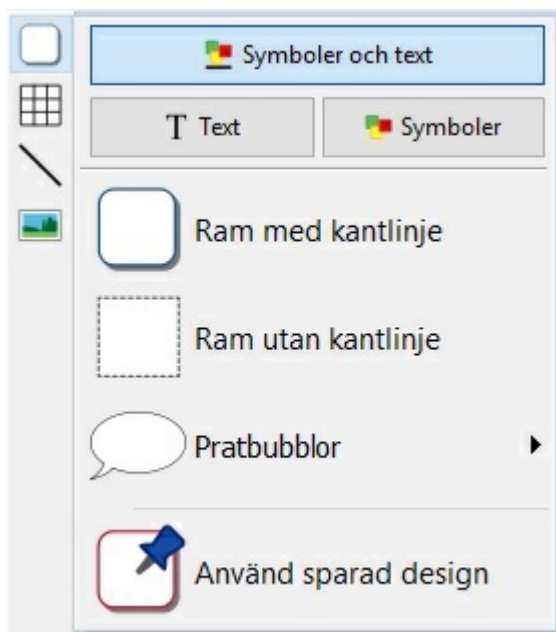 Symboler och text
T Text
Symboler
Ram med kantlinje
Ram utan kantlinje
Pratbubblor
Använd sparad design